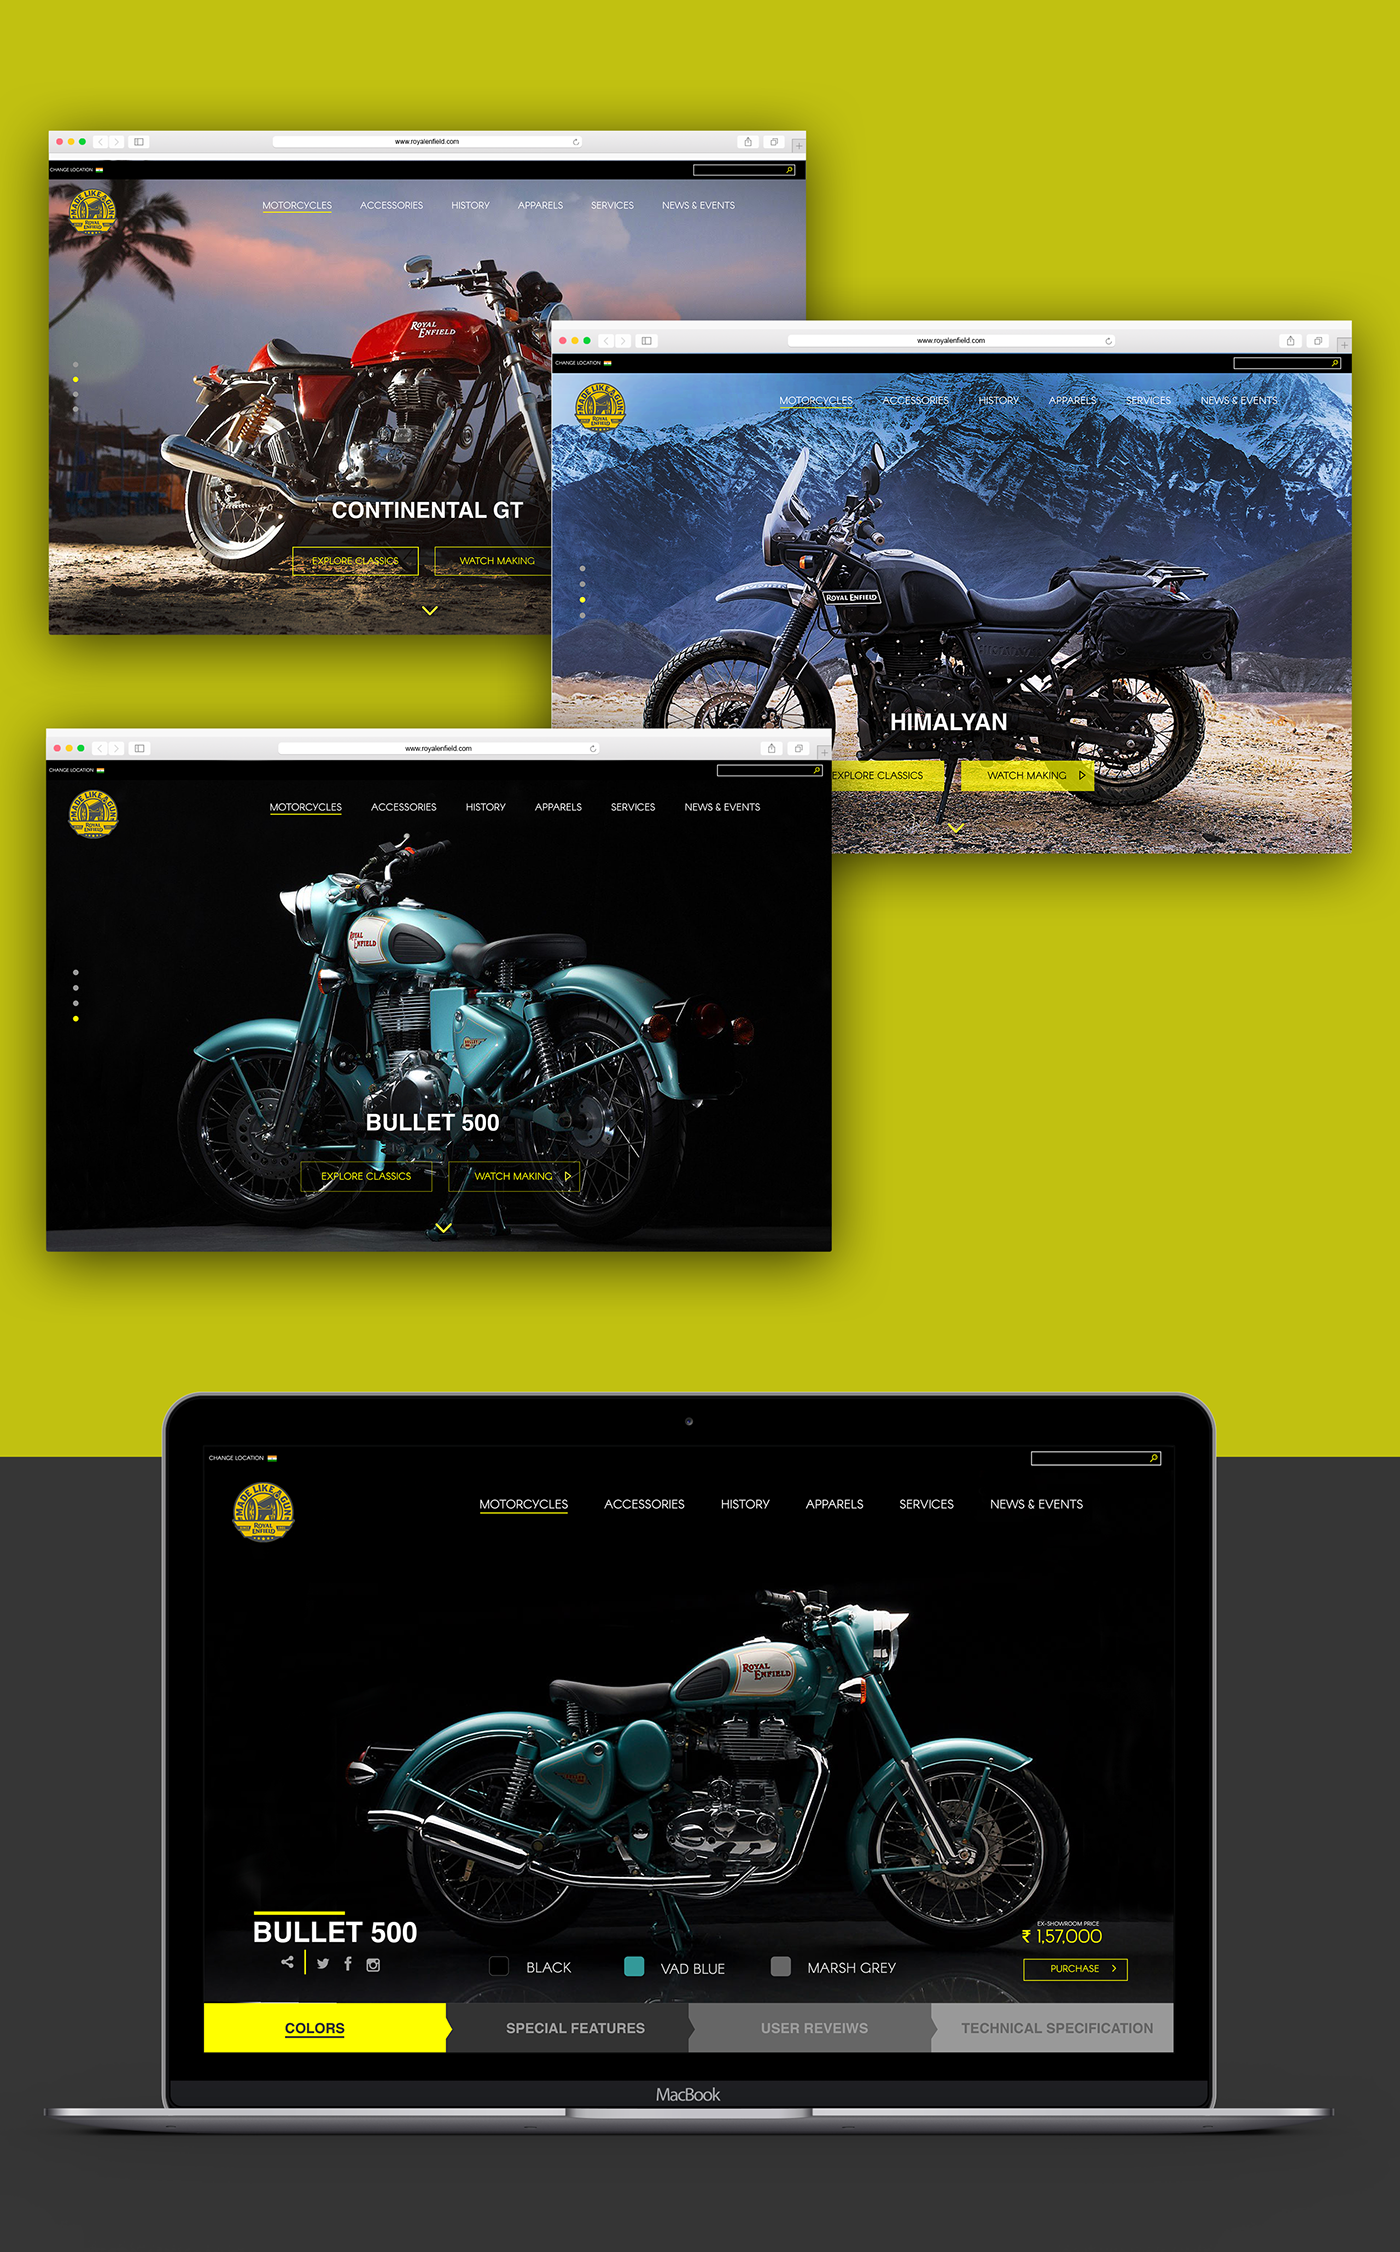 www.royalenfield.com
CHANGE LOCATION
MADE LIKE A GUN
ROYAL
ENFIELD
MOTORCYCLES ACCESSORIES HISTORY APPARELS SERVICES NEWS & EVENTS
ROYAL
ENFIELD
CONTINENTAL GT
EXPLORE CLASSICS WATCH MAKING
www.royalenfield.com
CHANGE LOCATION
MADE LIKE A GUN
ROYAL
ENFIELD
MOTORCYCLES ACCESSORIES HISTORY APPARELS SERVICES NEWS & EVENTS
ROYAL ENFIELD
HIMALYAN
EXPLORE CLASSICS WATCH MAKING
www.royalenfield.com
CHANGE LOCATION
MADE LIKE A GUN
ROYAL
ENFIELD
MOTORCYCLES ACCESSORIES HISTORY APPARELS SERVICES NEWS & EVENTS
ROYAL
ENFIELD
BULLET 500
EXPLORE CLASSICS WATCH MAKING
CHANGE LOCATION
MADE LIKE A GUN
ROYAL
ENFIELD
MOTORCYCLES ACCESSORIES HISTORY APPARELS SERVICES NEWS & EVENTS
ROYAL
ENFIELD
BULLET 500
EX-SHOWROOM PRICE
₹ 1,57,000
BLACK VAD BLUE MARSH GREY
PURCHASE
COLORS SPECIAL FEATURES USER REVEIWS TECHNICAL SPECIFICATION
MacBook